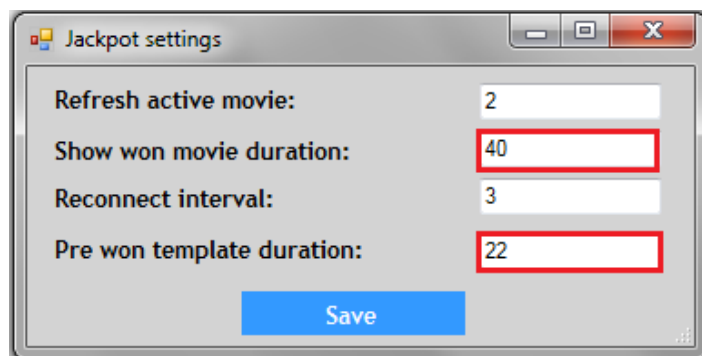 Jackpot settings
Refresh active movie: 2
Show won movie duration: 40
Reconnect interval: 3
Pre won template duration: 22
Save